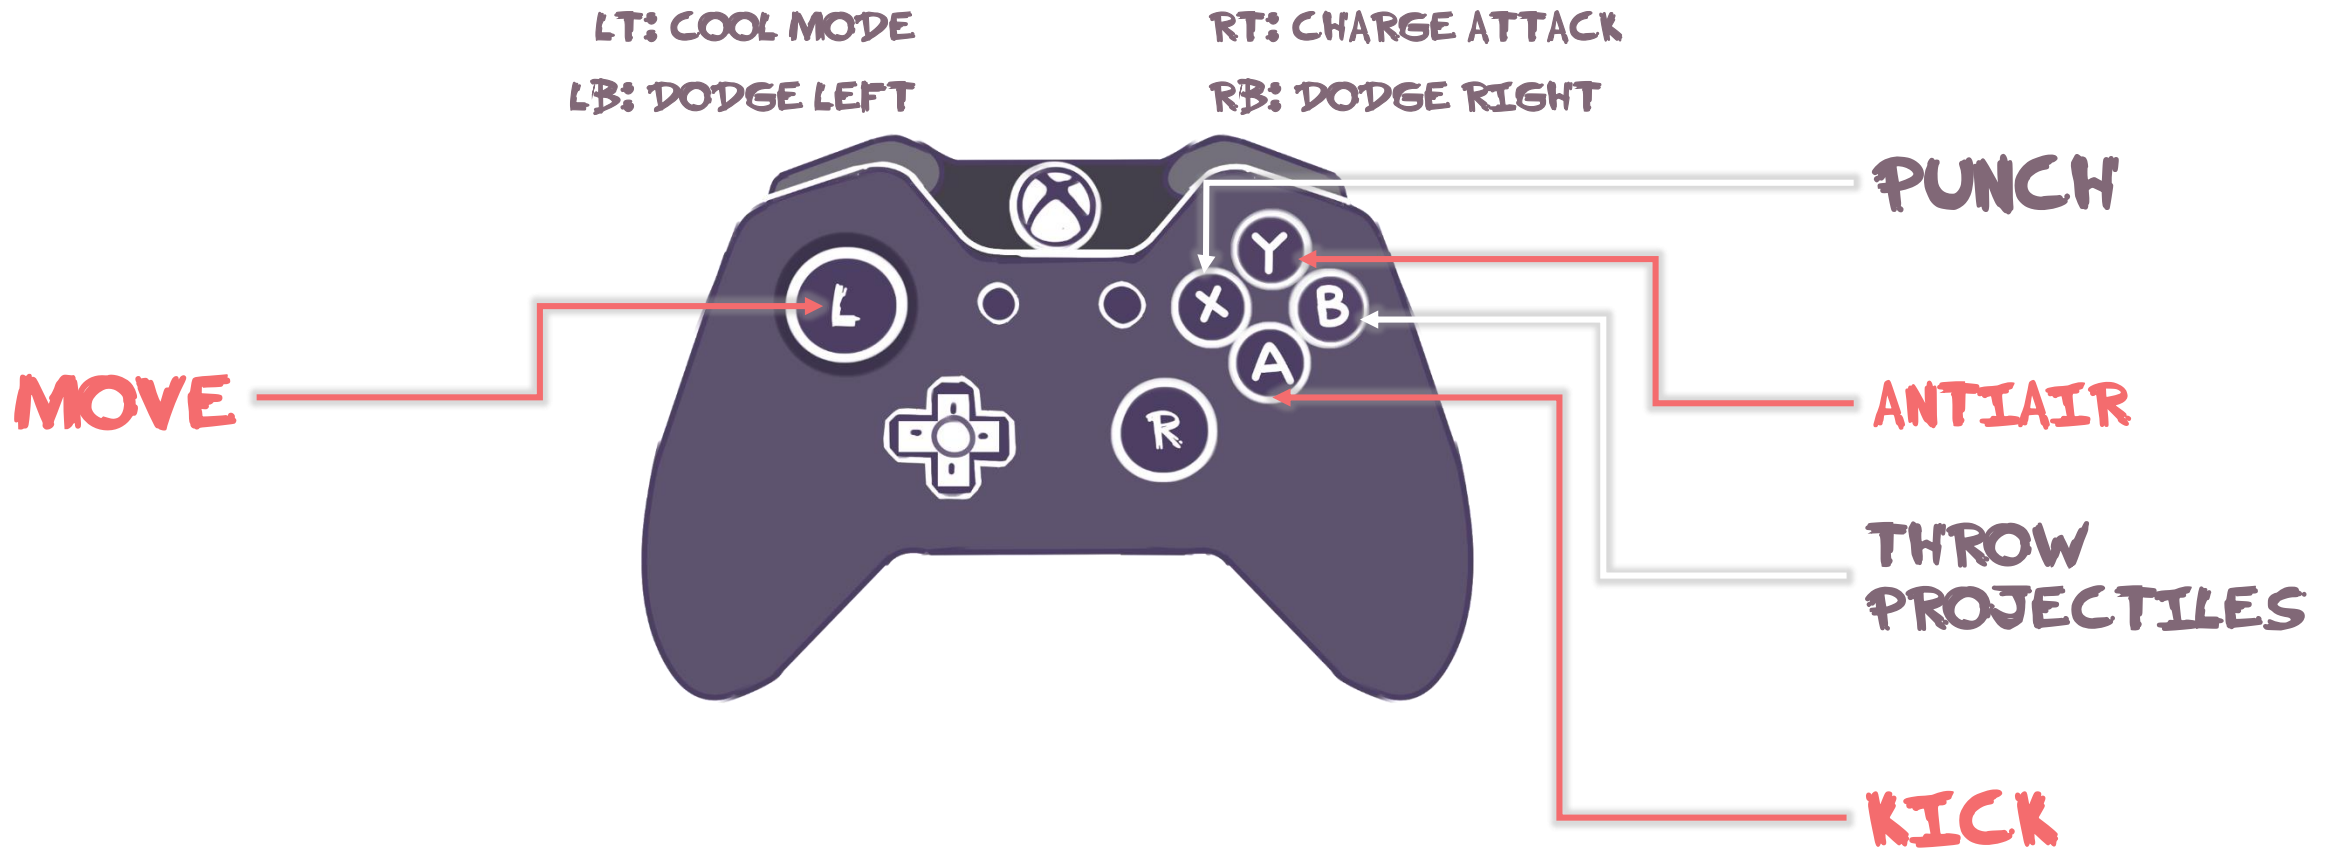 LT: COOL MODE
RT: CHARGE ATTACK
LB: DODGE LEFT
RB: DODGE RIGHT
PUNCH
Y
X
B
L
A
MOVE
ANTIAIR
R
THROW
PROJECTILES
KICK